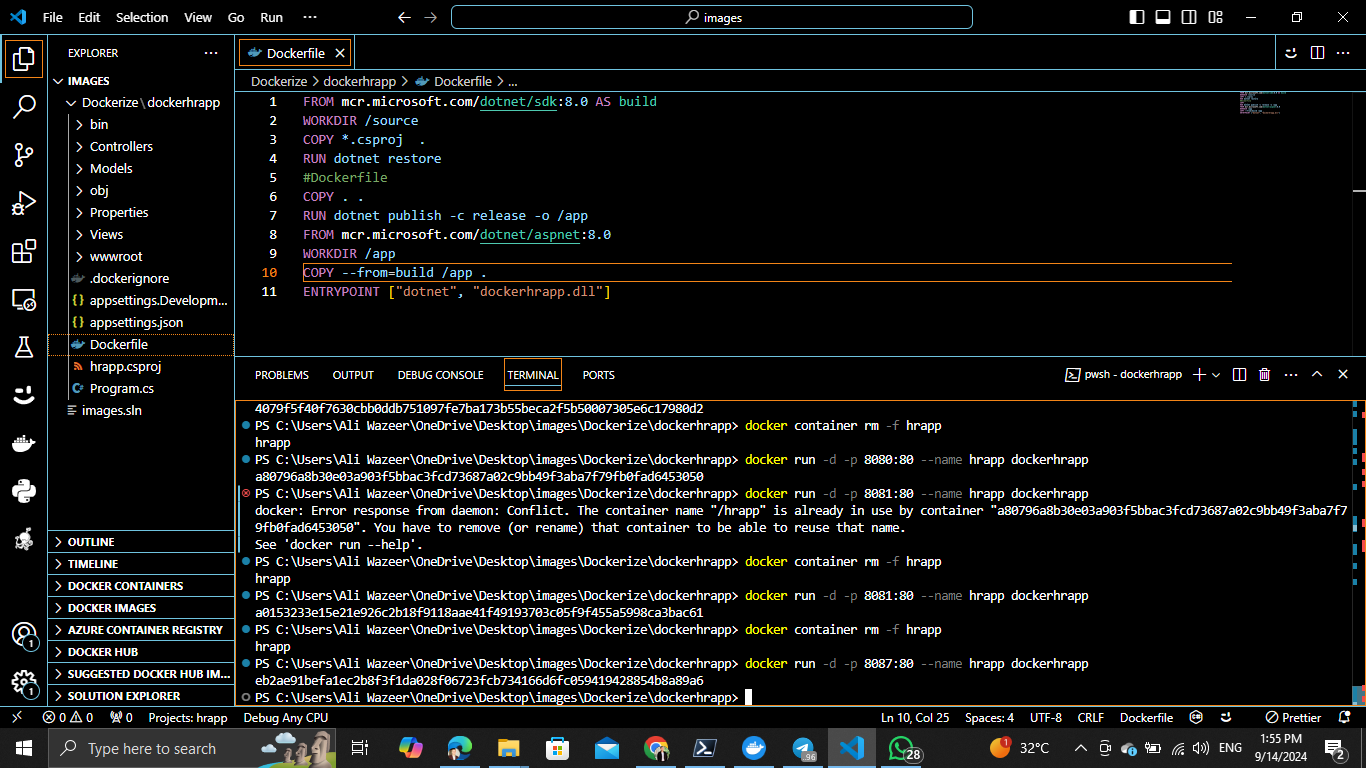 File Edit Selection View Go Run ···
images
EXPLORER
Dockerfile
IMAGES
Dockerize\dockerhrapp
bin
Controllers
Models
obj
Properties
Views
wwwroot
.dockerignore
appsettings.Developm...
appsettings.json
Dockerfile
hrapp.csproj
Program.cs
images.sln
OUTLINE
TIMELINE
DOCKER CONTAINERS
DOCKER IMAGES
AZURE CONTAINER REGISTRY
DOCKER HUB
SUGGESTED DOCKER HUB IM...
SOLUTION EXPLORER
Dockerize > dockerhrapp > Dockerfile > ...
1 FROM mcr.microsoft.com/dotnet/sdk:8.0 AS build
2 WORKDIR /source
3 COPY *.csproj  .
4 RUN dotnet restore
5 #Dockerfile
6 COPY . .
7 RUN dotnet publish -c release -o /app
8 FROM mcr.microsoft.com/dotnet/aspnet:8.0
9 WORKDIR /app
10 COPY --from=build /app .
11 ENTRYPOINT ["dotnet", "dockerhrapp.dll"]
PROBLEMS OUTPUT DEBUG CONSOLE TERMINAL PORTS
pwsh - dockerhrapp
4079f5f40f7630cbb0ddb751097fe7ba173b55beca2f5b50007305e6c17980d2
PS C:\Users\Ali Wazeer\OneDrive\Desktop\images\Dockerize\dockerhrapp> docker container rm -f hrapp
hrapp
PS C:\Users\Ali Wazeer\OneDrive\Desktop\images\Dockerize\dockerhrapp> docker run -d -p 8080:80 --name hrapp dockerhrapp
a80796a8b30e03a903f5bbac3fcd73687a02c9bb49f3aba7f79fb0fad6453050
PS C:\Users\Ali Wazeer\OneDrive\Desktop\images\Dockerize\dockerhrapp> docker run -d -p 8081:80 --name hrapp dockerhrapp
docker: Error response from daemon: Conflict. The container name "/hrapp" is already in use by container "a80796a8b30e03a903f5bbac3fcd73687a02c9bb49f3aba7f7
9fb0fad6453050". You have to remove (or rename) that container to be able to reuse that name.
See 'docker run --help'.
PS C:\Users\Ali Wazeer\OneDrive\Desktop\images\Dockerize\dockerhrapp> docker container rm -f hrapp
hrapp
PS C:\Users\Ali Wazeer\OneDrive\Desktop\images\Dockerize\dockerhrapp> docker run -d -p 8081:80 --name hrapp dockerhrapp
a0153233e15e21e926c2b18f9118aae41f49193703c05f9f455a5998ca3bac61
PS C:\Users\Ali Wazeer\OneDrive\Desktop\images\Dockerize\dockerhrapp> docker container rm -f hrapp
hrapp
PS C:\Users\Ali Wazeer\OneDrive\Desktop\images\Dockerize\dockerhrapp> docker run -d -p 8087:80 --name hrapp dockerhrapp
eb2ae91befa1ec2b8f3f1da028f06723fcb734166d6fc059419428854b8a89a6
PS C:\Users\Ali Wazeer\OneDrive\Desktop\images\Dockerize\dockerhrapp>
1
1
0 0 0 Projects: hrapp Debug Any CPU Ln 10, Col 25 Spaces: 4 UTF-8 CRLF Dockerfile Prettier
Type here to search
96
28
32°C
ENG
1:55 PM
9/14/2024
2